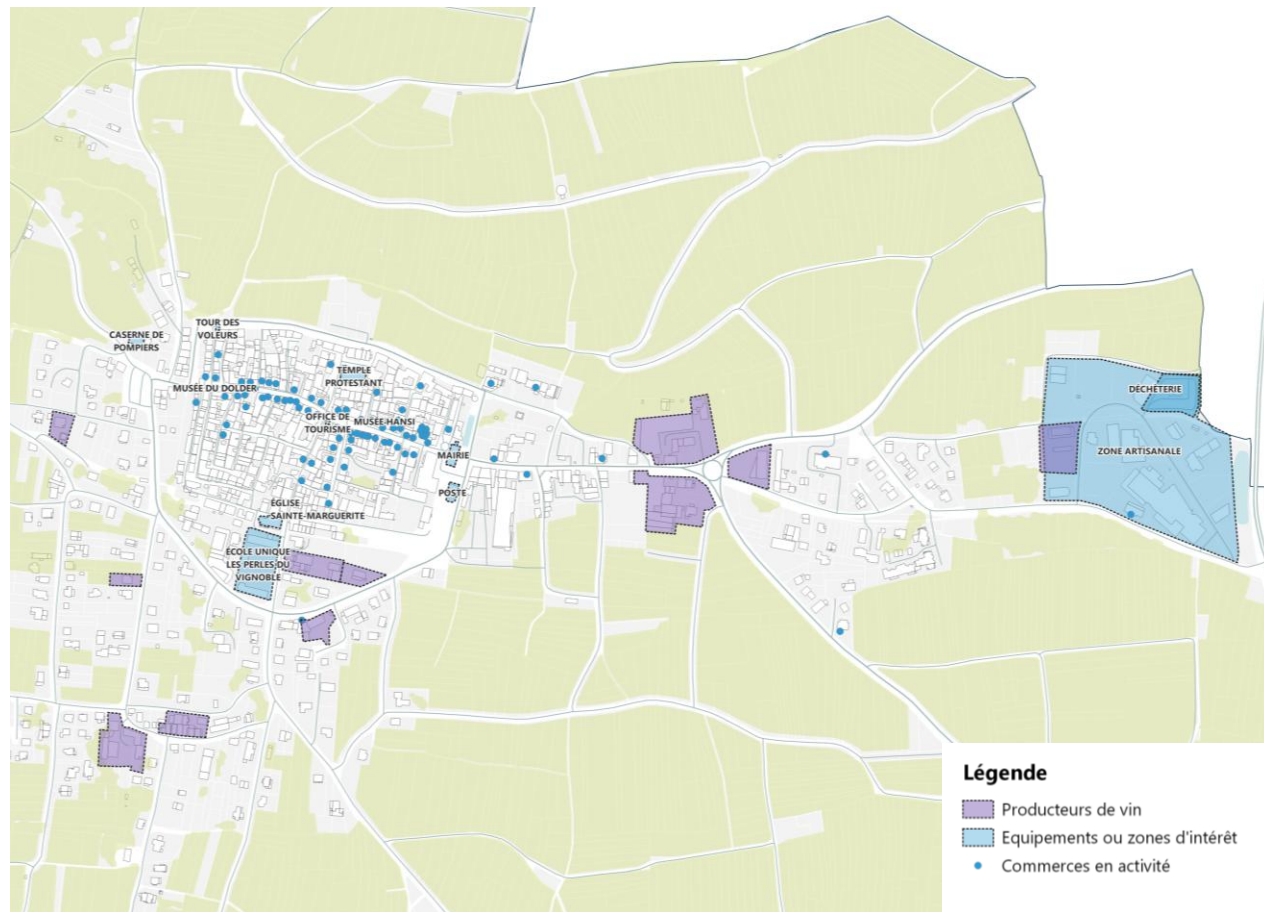 TOUR DES
VOLEURS
CASERNE DE
POMPIERS
TEMPLE
PROTESTANT
MUSÉE DU DOLDER
DÉCHÈTERIE
OFFICE DE
TOURISME
MUSÉE HANSI
MAIRIE
ZONE ARTISANALE
POSTE
ÉGLISE
SAINTE-MARGUERITE
ÉCOLE UNIQUE
LES PERLES DU
VIGNOBLE
Légende
Producteurs de vin
Equipements ou zones d'intérêt
Commerces en activité